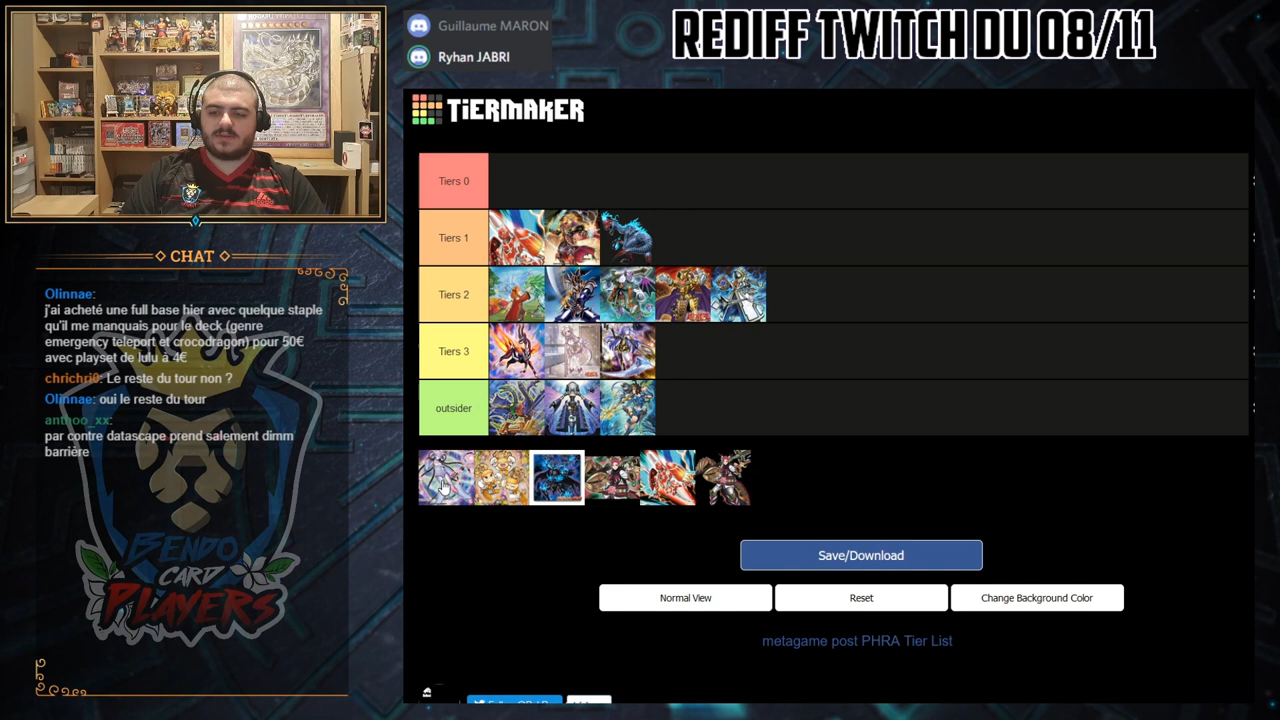 Guillaume MARON
Ryhan JABRI
REDIFF TWITCH DU 08/11
TiERMAKER
Tiers 0
Tiers 1
Tiers 2
Tiers 3
outsider
CHAT
Olinnae:
j'ai acheté une full base hier avec quelque staple
qu'il me manquais pour le deck (genre
emergency teleport et crocodragon) pour 50€
avec playset de lulu à 4€
chrichri0: Le reste du tour non ?
Olinnae: oui le reste du tour
anthoo_xx:
par contre datascape prend salement dimm
barrière
BENDO
CARD
PLAYERS
Save/Download
Normal View
Reset
Change Background Color
metagame post PHRA Tier List